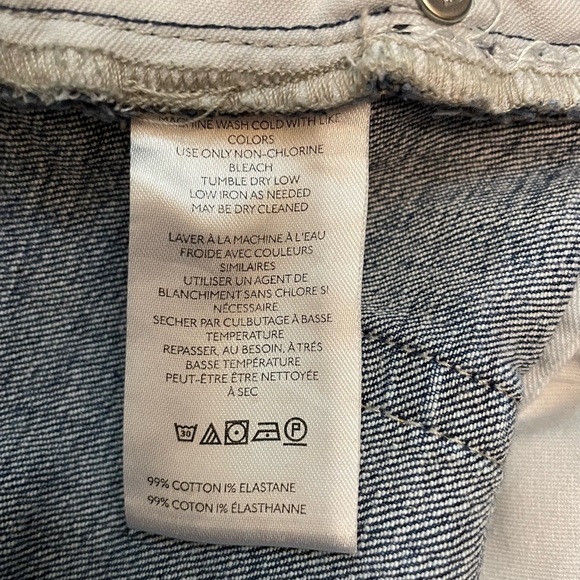 MACHINE WASH COLD WITH LIKE
COLORS
USE ONLY NON-CHLORINE
BLEACH
TUMBLE DRY LOW
LOW IRON AS NEEDED
MAY BE DRY CLEANED
LAVER À LA MACHINE À L'EAU
FROIDE AVEC COULEURS
SIMILAIRES
UTILISER UN AGENT DE
BLANCHIMENT SANS CHLORE SI
NÉCESSAIRE
SECHER PAR CULBUTAGE À BASSE
TEMPERATURE
REPASSER, AU BESOIN, À TRÉS
BASSE TEMPÉRATURE
PEUT-ÊTRE ÊTRE NETTOYÉE
À SEC
30 P
99% COTTON 1% ELASTANE
99% COTON 1% ÉLASTHANNE